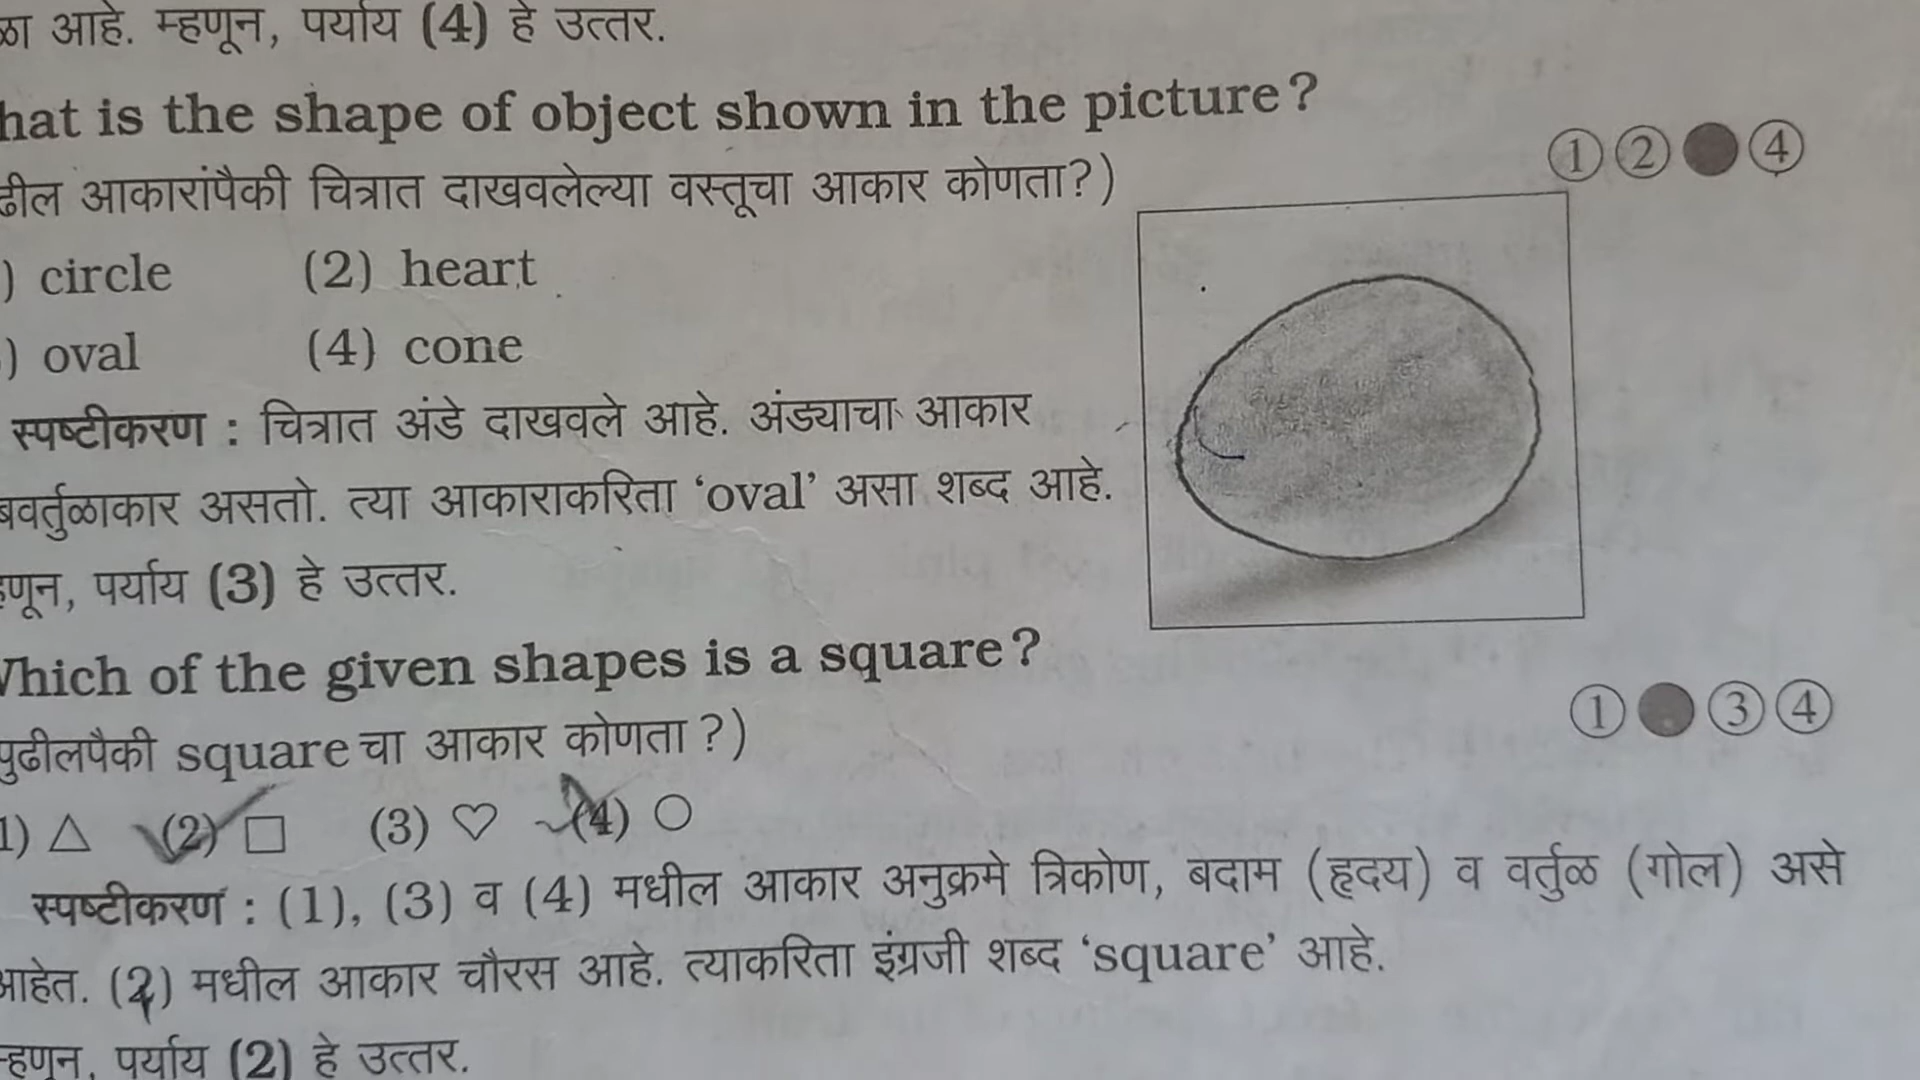 आहे. म्हणून, पर्याय (4) हे उत्तर.
hat is the shape of object shown in the picture?
① ② ● ④
ढील आकारांपैकी चित्रात दाखवलेल्या वस्तूचा आकार कोणता?)
) circle (2) heart
) oval (4) cone
स्पष्टीकरण : चित्रात अंडे दाखवले आहे. अंड्याचा आकार
बवर्तुळाकार असतो. त्या आकाराकरिता ‘oval’ असा शब्द आहे.
हणून, पर्याय (3) हे उत्तर.
Which of the given shapes is a square?
① ● ③ ④
पुढीलपैकी square चा आकार कोणता?)
1) △ (2) □ (3) ♡ (4) ○
स्पष्टीकरण : (1), (3) व (4) मधील आकार अनुक्रमे त्रिकोण, बदाम (हृदय) व वर्तुळ (गोल) असे
आहेत. (2) मधील आकार चौरस आहे. त्याकरिता इंग्रजी शब्द ‘square’ आहे.
म्हणून, पर्याय (2) हे उत्तर.